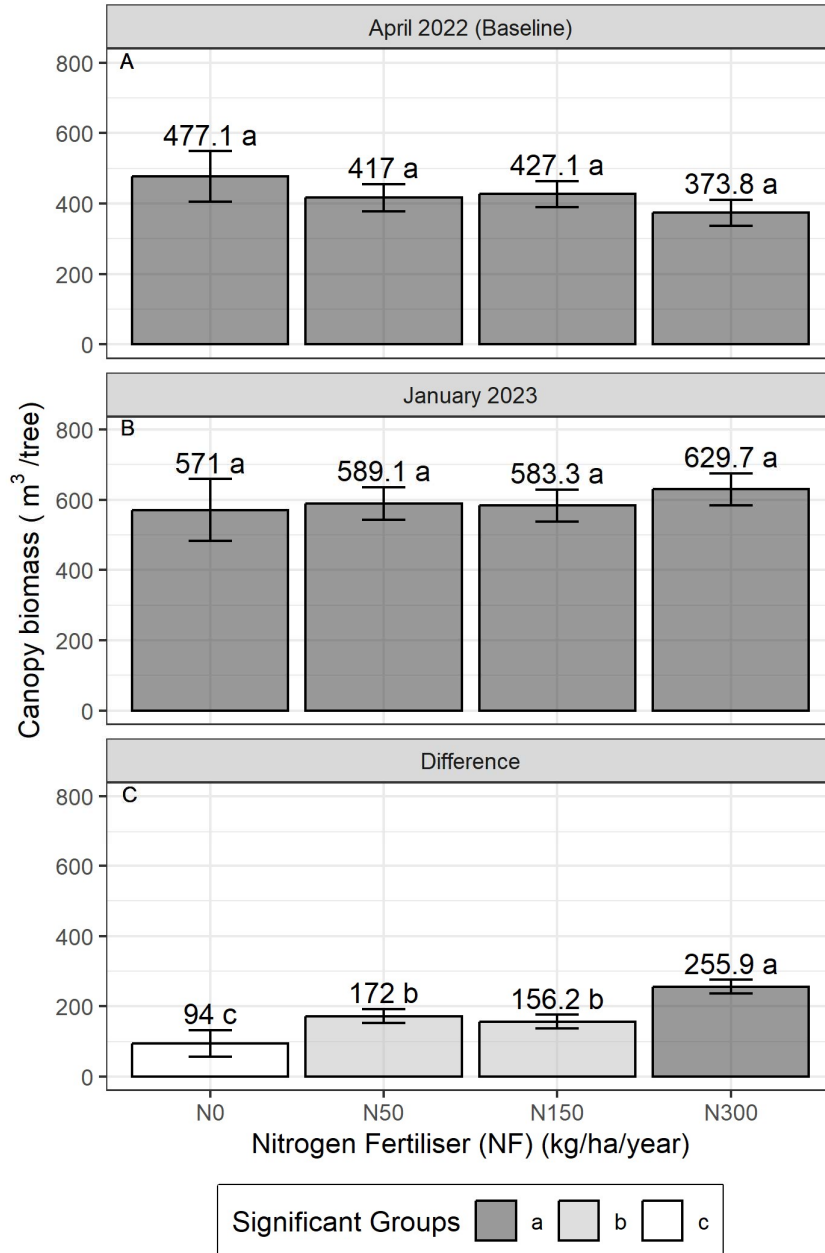 April 2022 (Baseline)
A
800
600
400
200
0
477.1 a
417 a
427.1 a
373.8 a
January 2023
B
800
600
400
200
0
571 a
589.1 a
583.3 a
629.7 a
Canopy biomass ( m³ /tree)
Difference
C
800
600
400
200
0
94 c
172 b
156.2 b
255.9 a
N0 N50 N150 N300
Nitrogen Fertiliser (NF) (kg/ha/year)
Significant Groups a b c